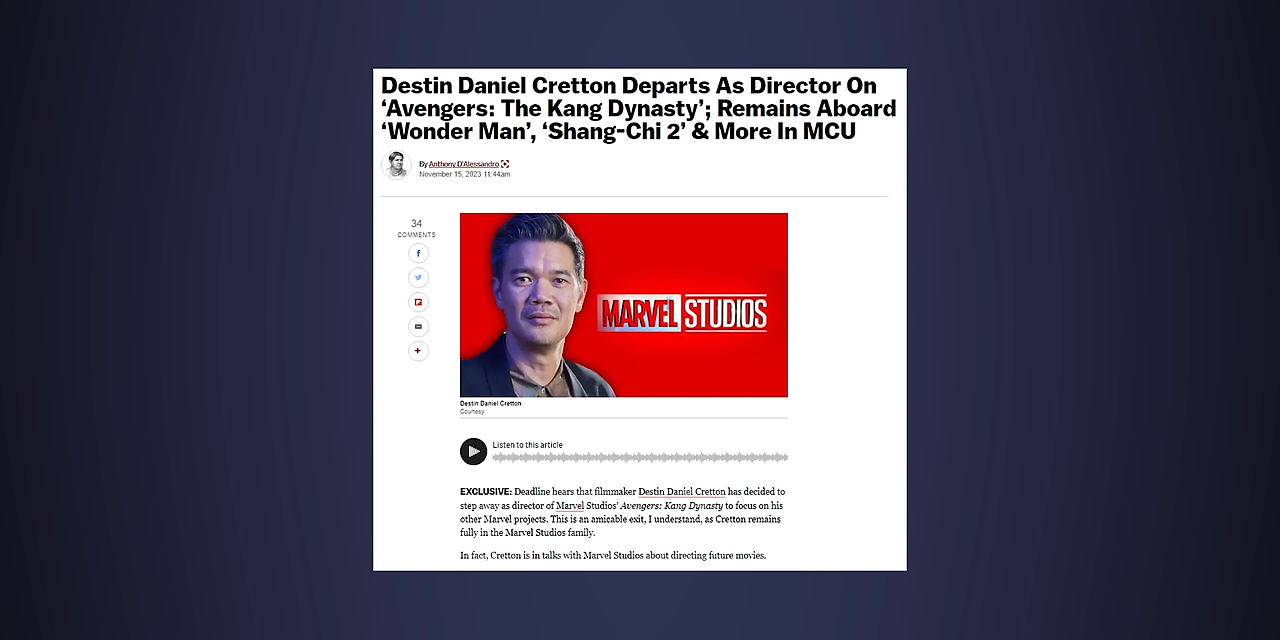 Destin Daniel Cretton Departs As Director On
‘Avengers: The Kang Dynasty’; Remains Aboard
‘Wonder Man’, ‘Shang-Chi 2’ & More In MCU
By Anthony D'Alessandro
November 15, 2023 11:44am
34
COMMENTS
MARVEL STUDIOS
Destin Daniel Cretton
Courtesy
Listen to this article
EXCLUSIVE: Deadline hears that filmmaker Destin Daniel Cretton has decided to
step away as director of Marvel Studios’ Avengers: Kang Dynasty to focus on his
other Marvel projects. This is an amicable exit, I understand, as Cretton remains
fully in the Marvel Studios family.
In fact, Cretton is in talks with Marvel Studios about directing future movies.